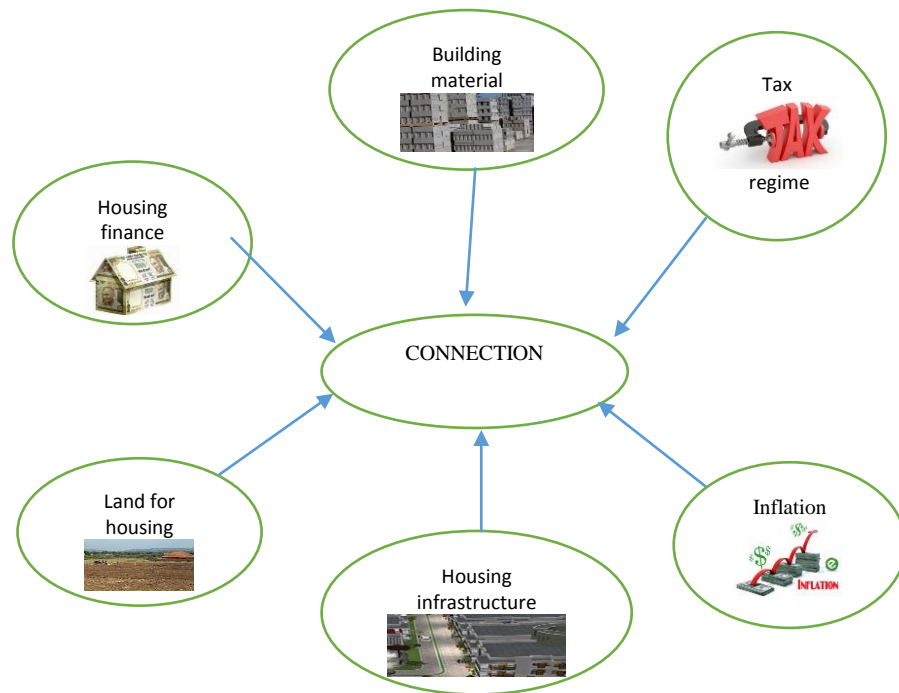 Building
material
Tax
TAX
regime
Housing
finance
CONNECTION
Land for
housing
Housing
infrastructure
Inflation
$
$
$
$
$
$
e
INFLATION